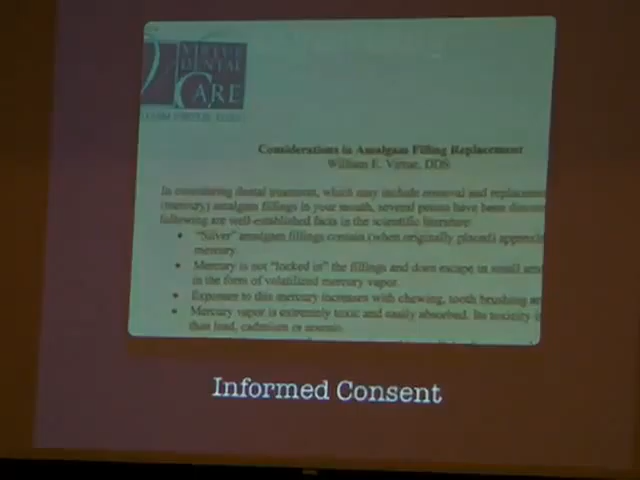 VIRTUE
DENTAL
CARE
Considerations in Amalgam Filling Replacement
William E. Virtue, DDS
In considering dental treatment, which may include removal and replacement
(mercury) amalgam fillings in your mouth, several points have been
following are well-established facts in the scientific literature:
• "Silver" amalgam fillings contain (when originally placed)
mercury.
• Mercury is not "locked in" the fillings and does escape in small
in the form of volatilized mercury vapor.
• Exposure to this mercury increases with chewing, tooth brushing
• Mercury vapor is extremely toxic and easily absorbed. Its toxicity is
than lead, cadmium or arsenic.
Informed Consent